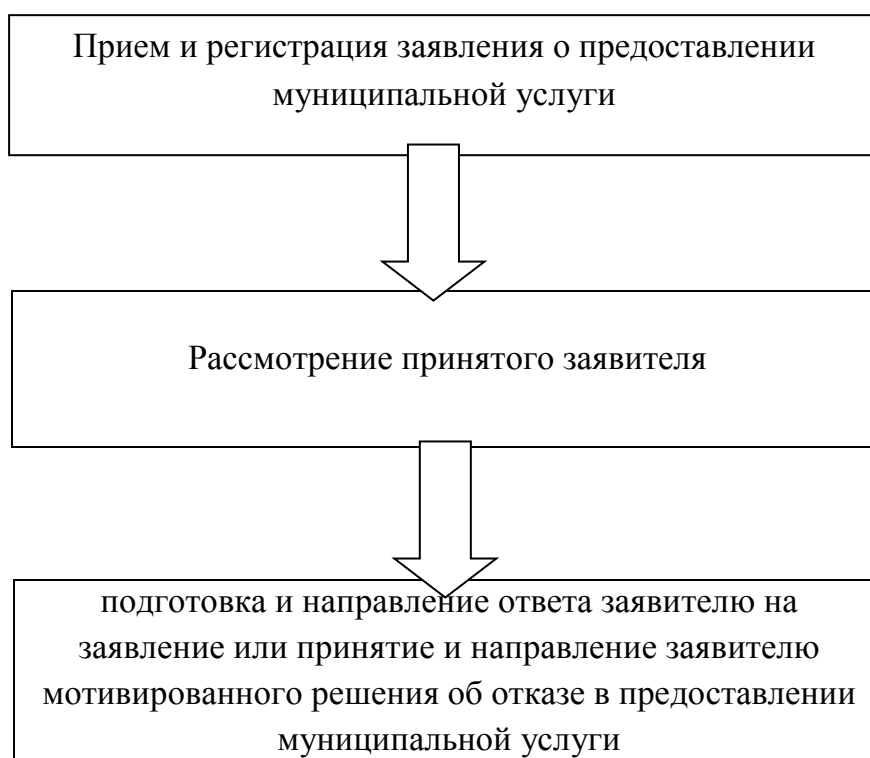 Прием и регистрация заявления о предоставлении
муниципальной услуги
Рассмотрение принятого заявителя
подготовка и направление ответа заявителю на
заявление или принятие и направление заявителю
мотивированного решения об отказе в предоставлении
муниципальной услуги